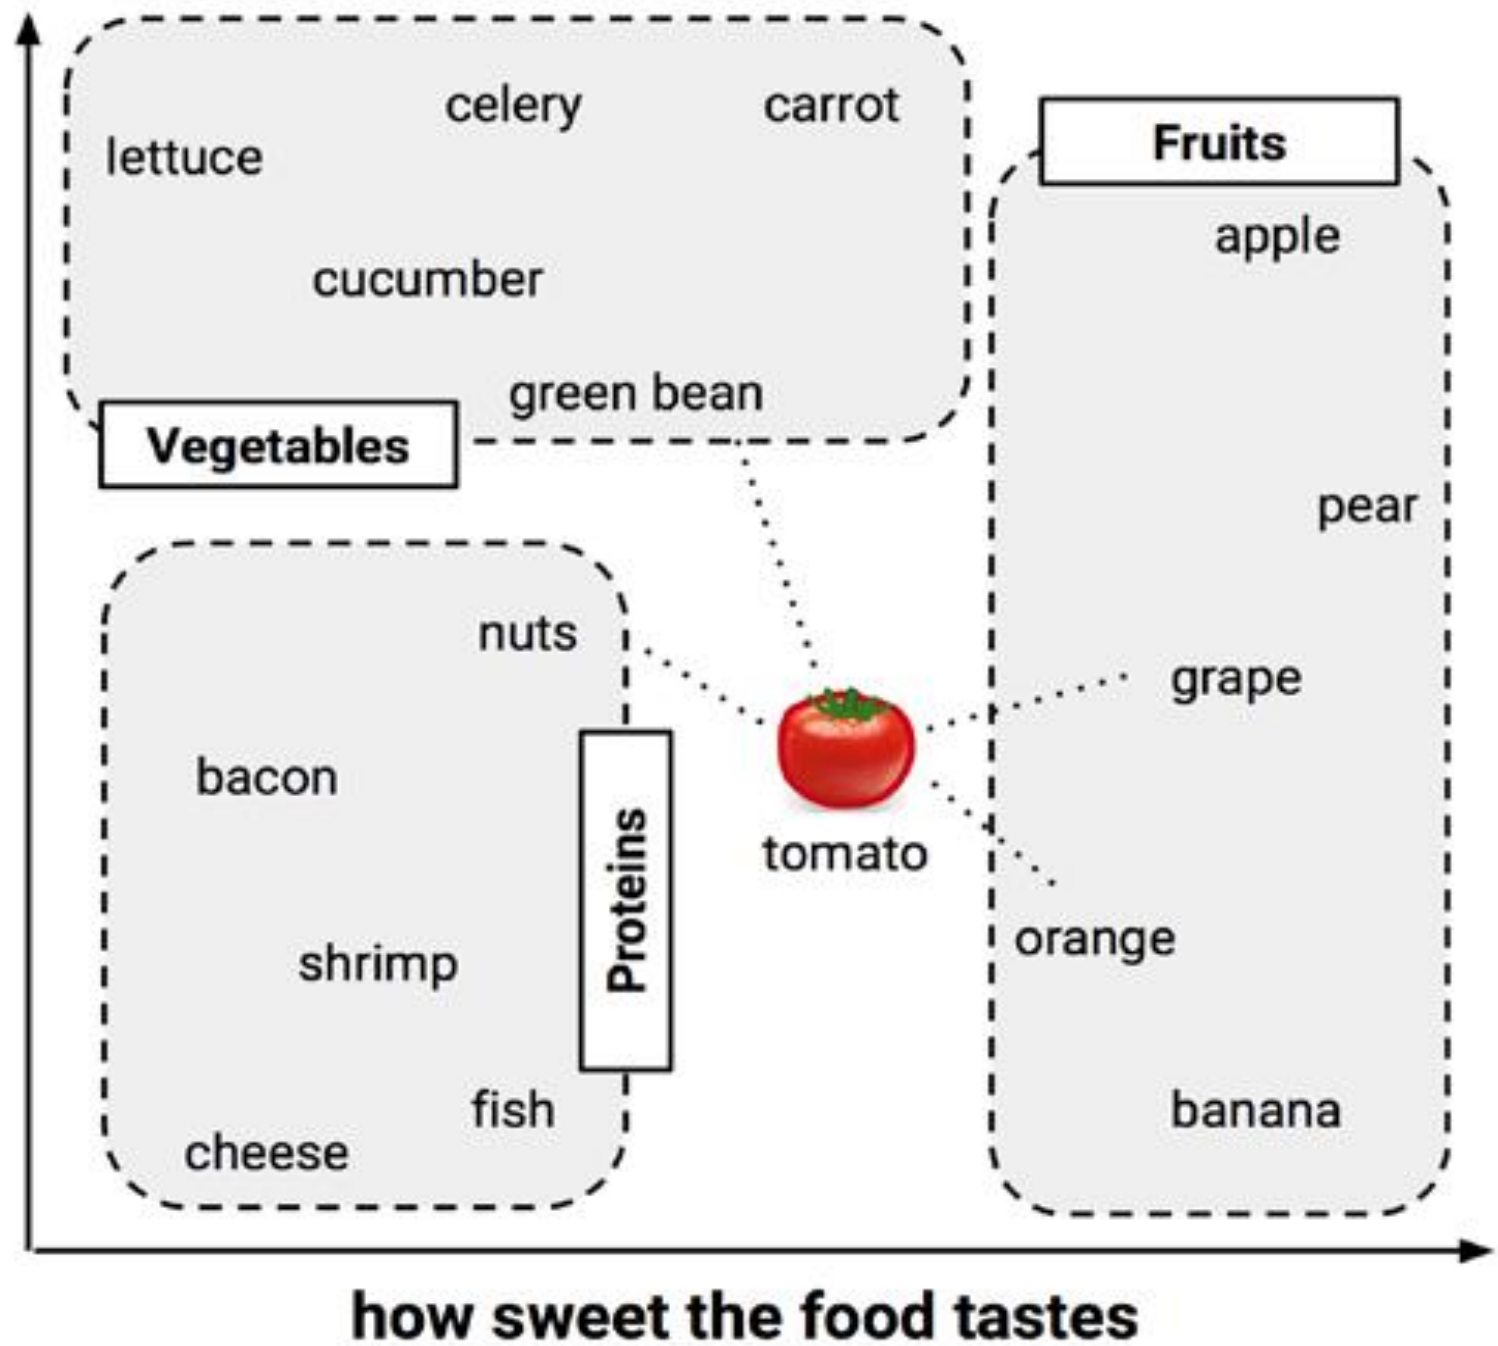 celery
carrot
lettuce
Fruits
apple
cucumber
green bean
Vegetables
pear
nuts
grape
bacon
Proteins
tomato
orange
shrimp
fish
banana
cheese
how sweet the food tastes